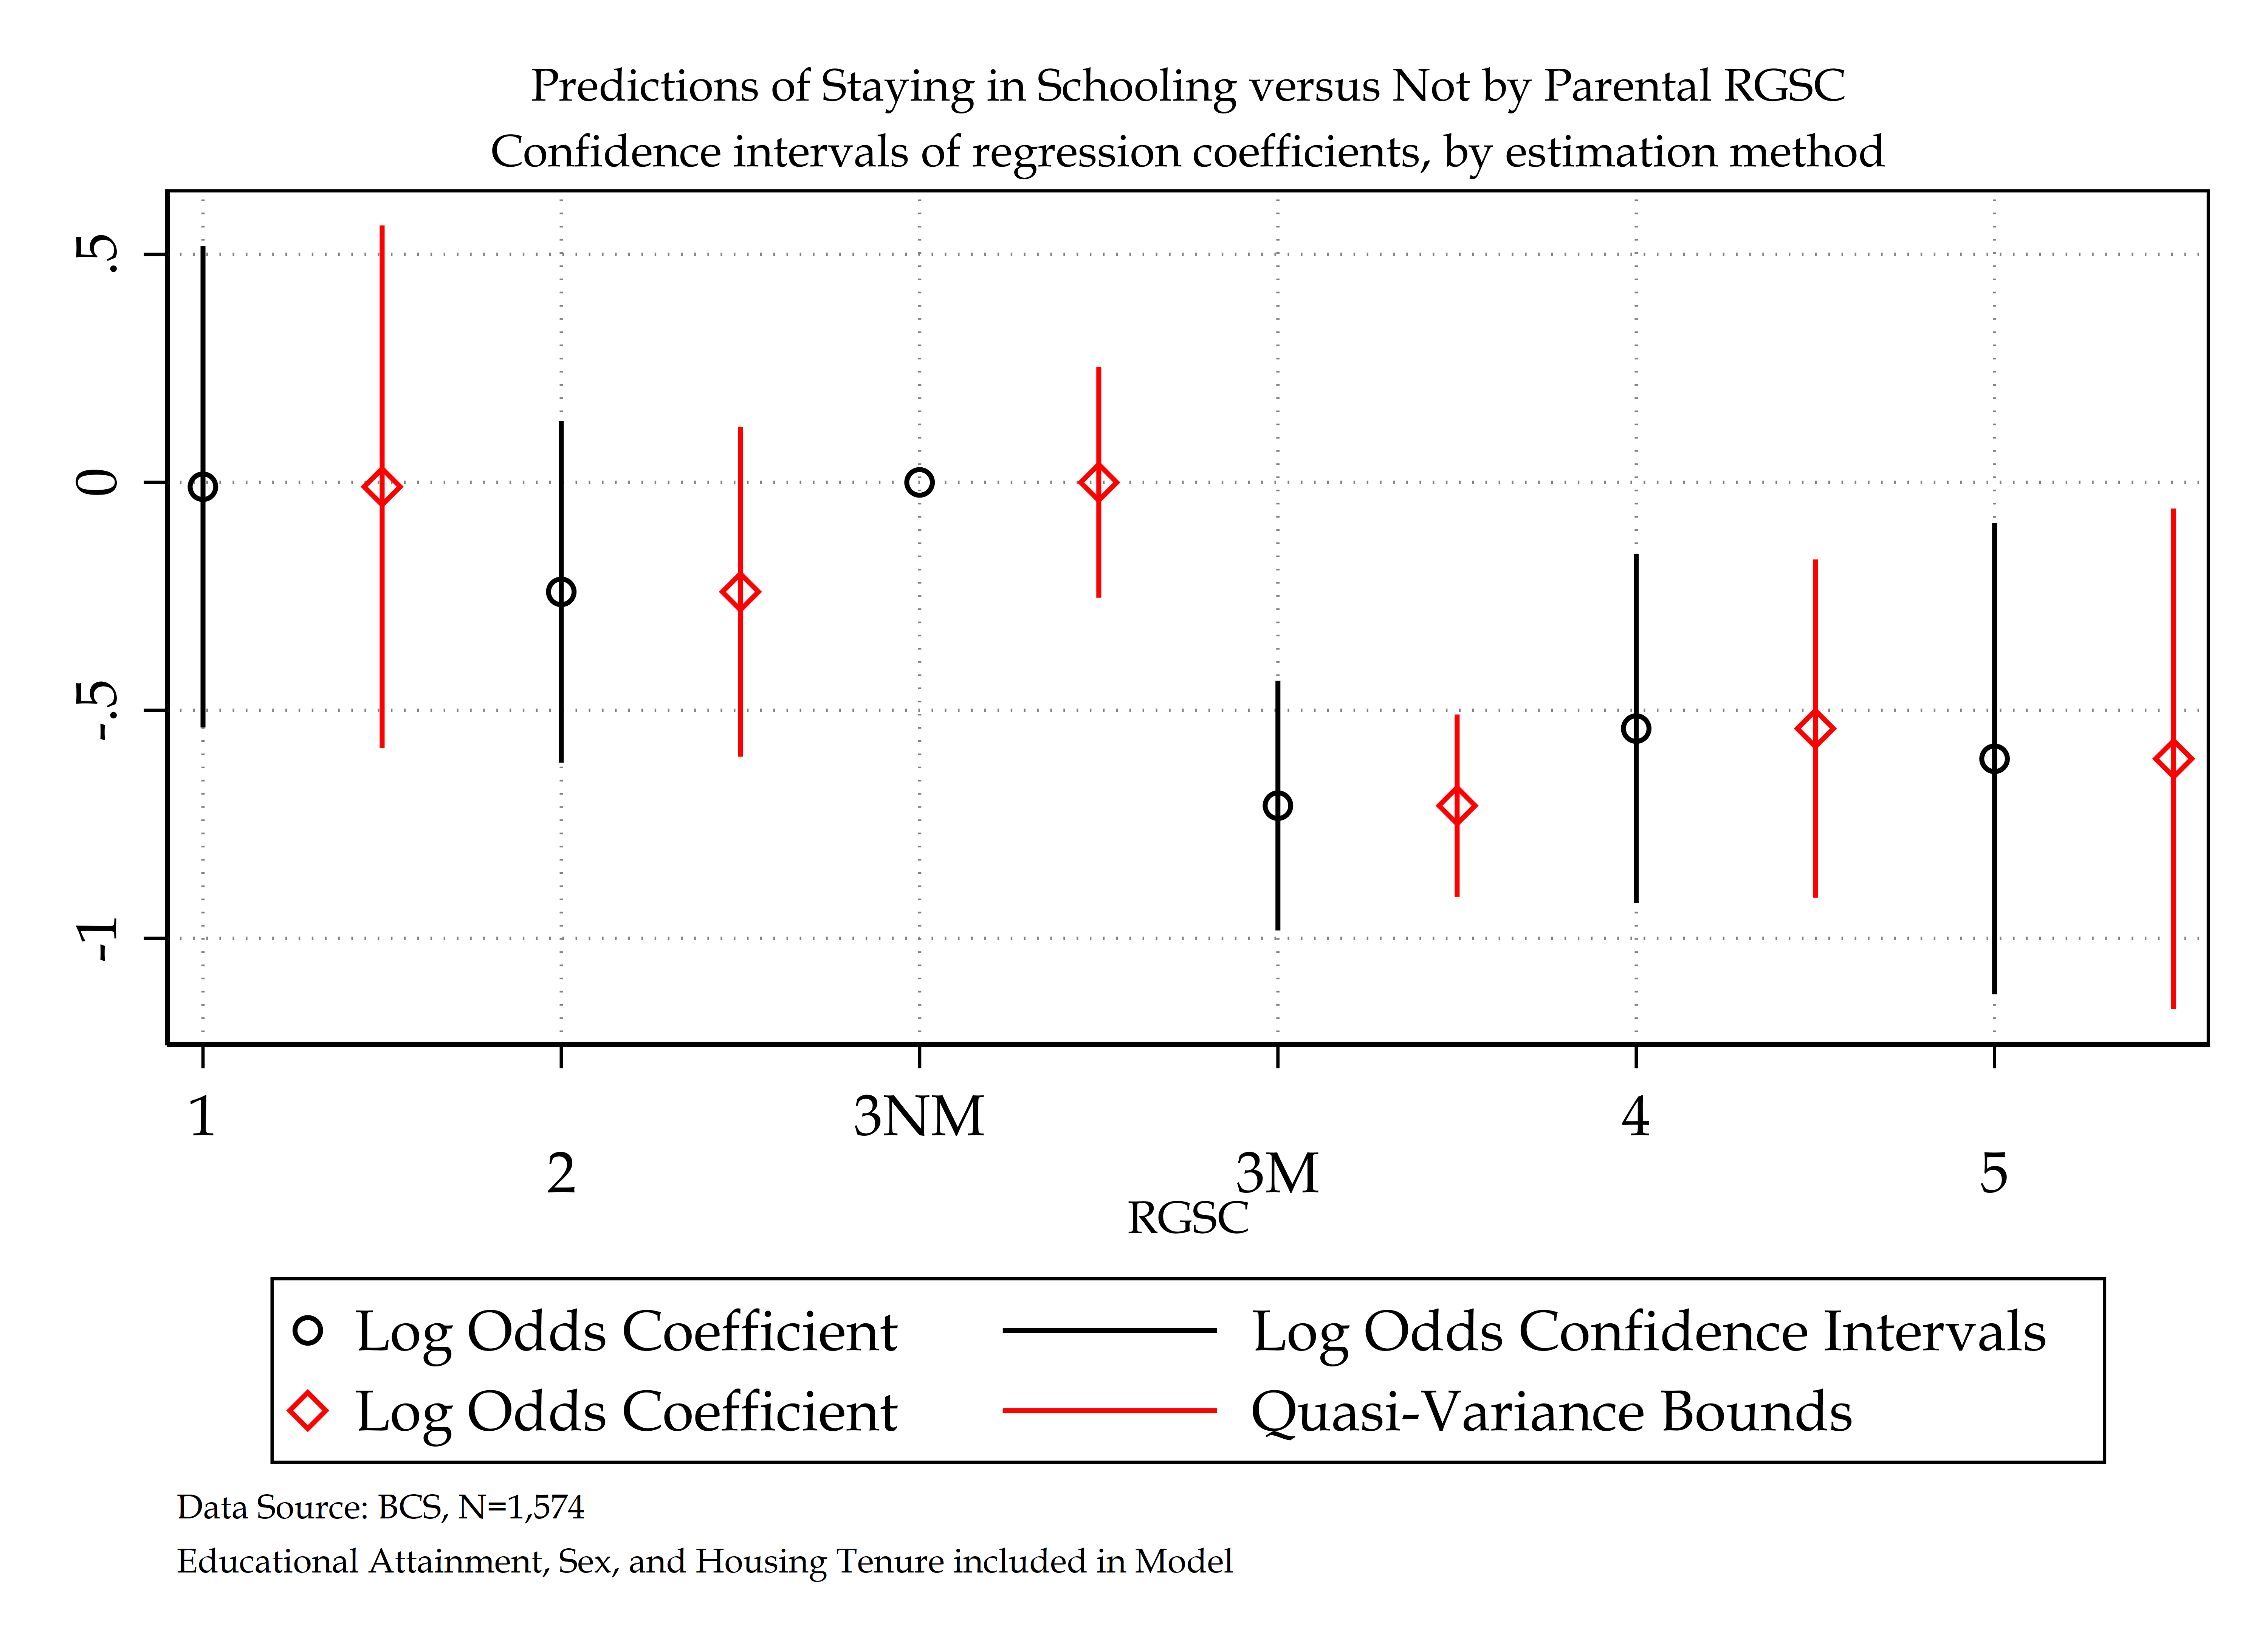 Predictions of Staying in Schooling versus Not by Parental RGSC
Confidence intervals of regression coefficients, by estimation method
.5
0
-.5
-1
1
2
3NM
3M
4
5
RGSC
Log Odds Coefficient
Log Odds Confidence Intervals
Log Odds Coefficient
Quasi-Variance Bounds
Data Source: BCS, N=1,574
Educational Attainment, Sex, and Housing Tenure included in Model